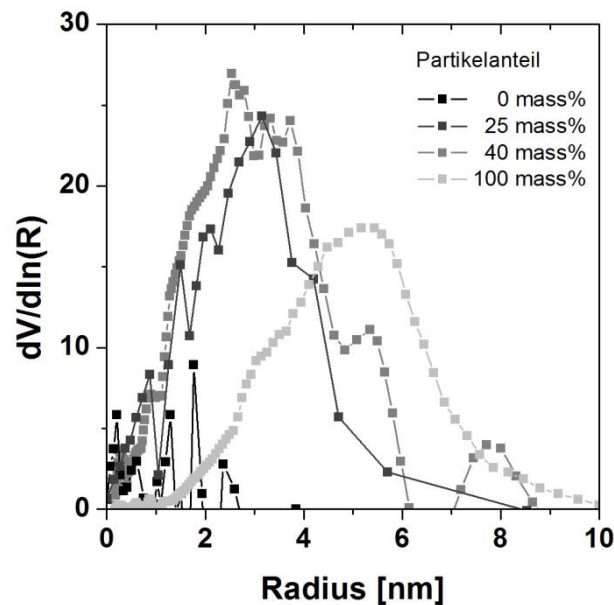 30
20
10
0
dV/dln(R)
Partikelanteil
0 mass%
25 mass%
40 mass%
100 mass%
0 2 4 6 8 10
Radius [nm]